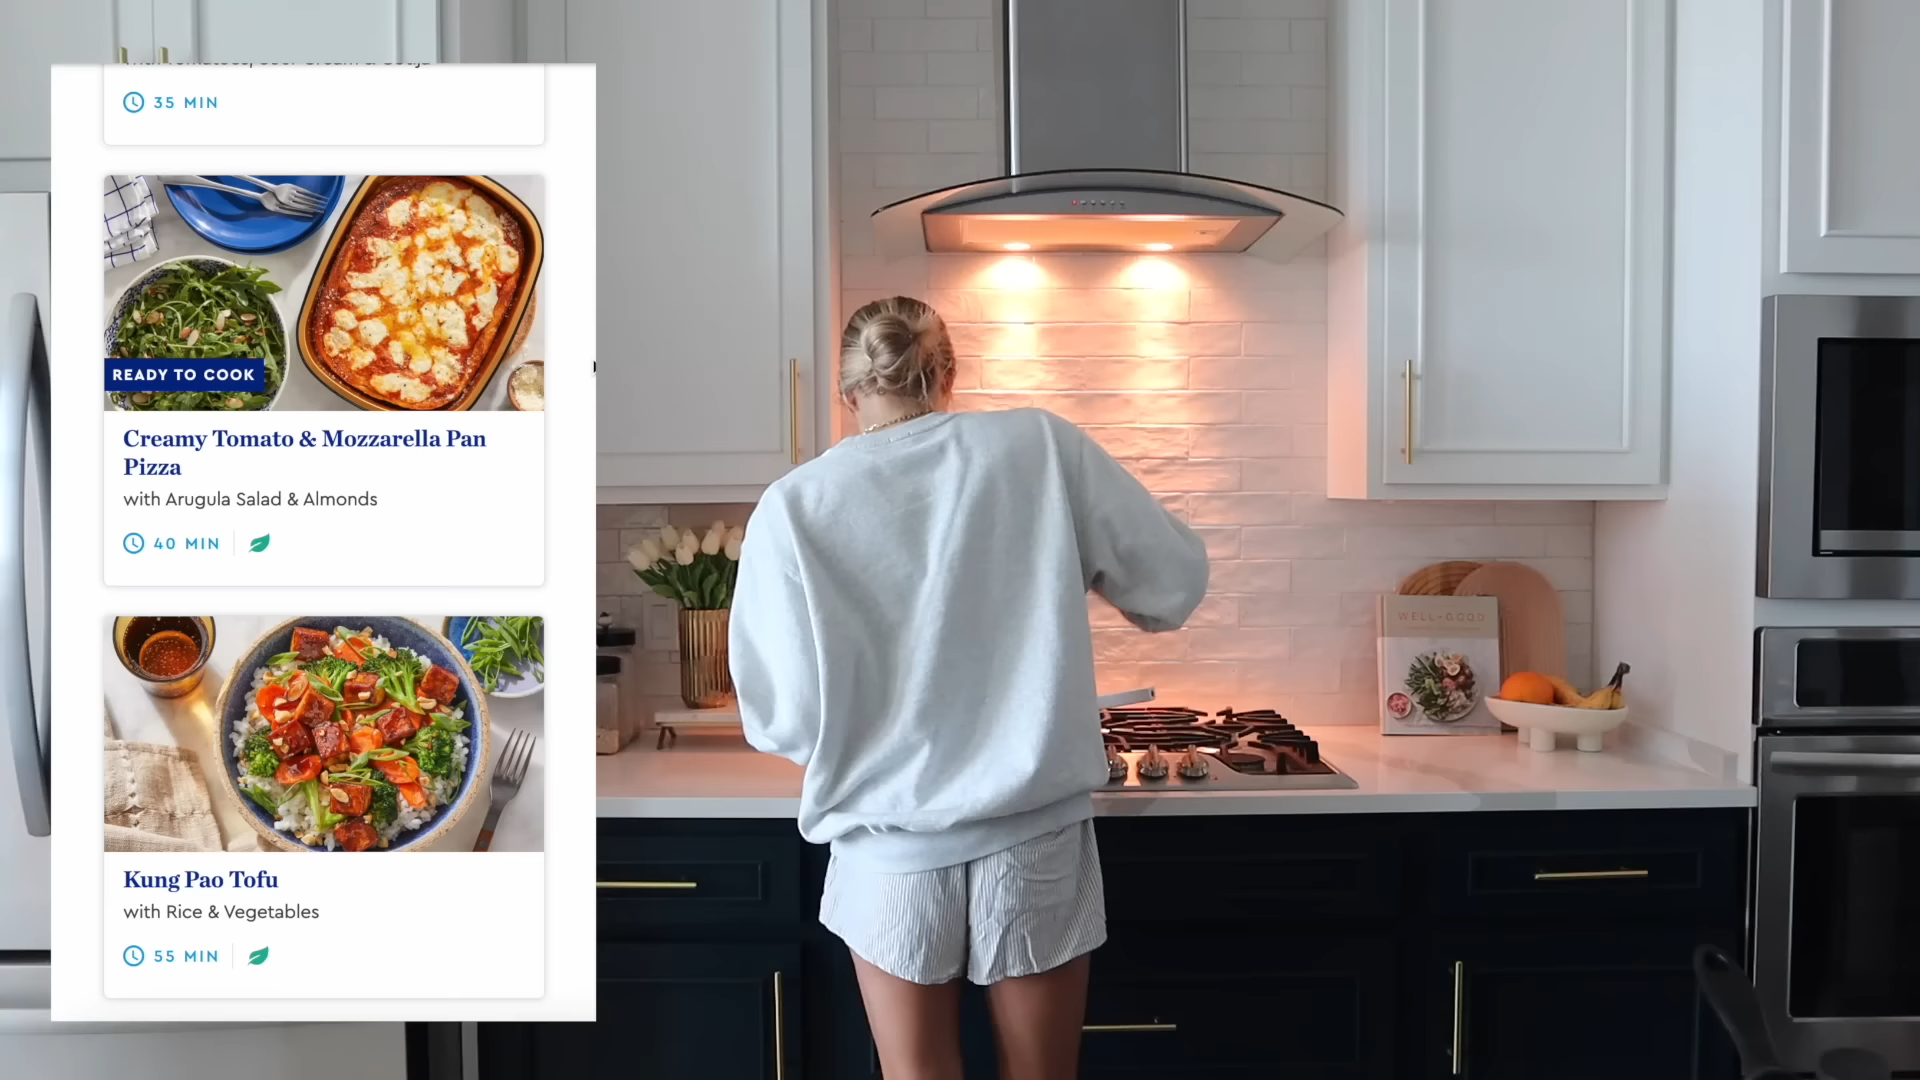 35 MIN
READY TO COOK
Creamy Tomato & Mozzarella Pan
Pizza
with Arugula Salad & Almonds
40 MIN
Kung Pao Tofu
with Rice & Vegetables
55 MIN
WELL+GOOD